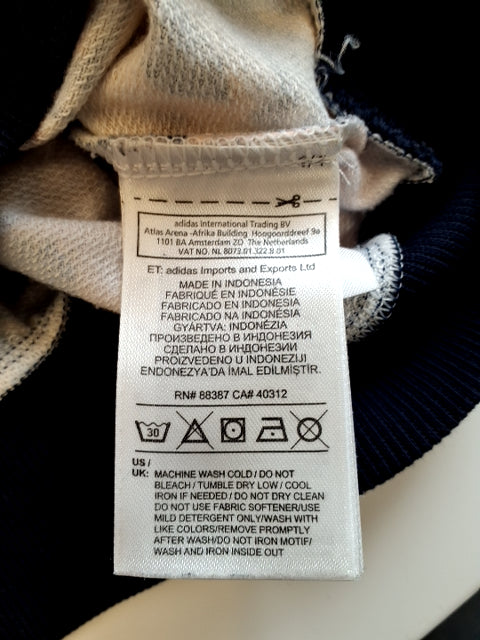 adidas International Trading BV
Atlas Arena -Afrika Building Hoogoorddreef 9a
1101 BA Amsterdam ZO The Netherlands
VAT NO. NL 8073.01.322.B.01
ET: adidas Imports and Exports Ltd
MADE IN INDONESIA
FABRIQUÉ EN INDONÉSIE
FABRICADO EN INDONESIA
FABRICADO NA INDONÉSIA
GYÁRTVA: INDONÉZIA
ПРОИЗВЕДЕНО В ИНДОНЕЗИЯ
СДЕЛАНО В ИНДОНЕЗИИ
PROIZVEDENO U INDONEZIJI
ENDONEZYA'DA İMAL EDİLMİŞTİR.
RN# 88387 CA# 40312
30
US /
UK: MACHINE WASH COLD / DO NOT
BLEACH / TUMBLE DRY LOW / COOL
IRON IF NEEDED / DO NOT DRY CLEAN
DO NOT USE FABRIC SOFTENER/USE
MILD DETERGENT ONLY/WASH WITH
LIKE COLORS/REMOVE PROMPTLY
AFTER WASH/DO NOT IRON MOTIF/
WASH AND IRON INSIDE OUT